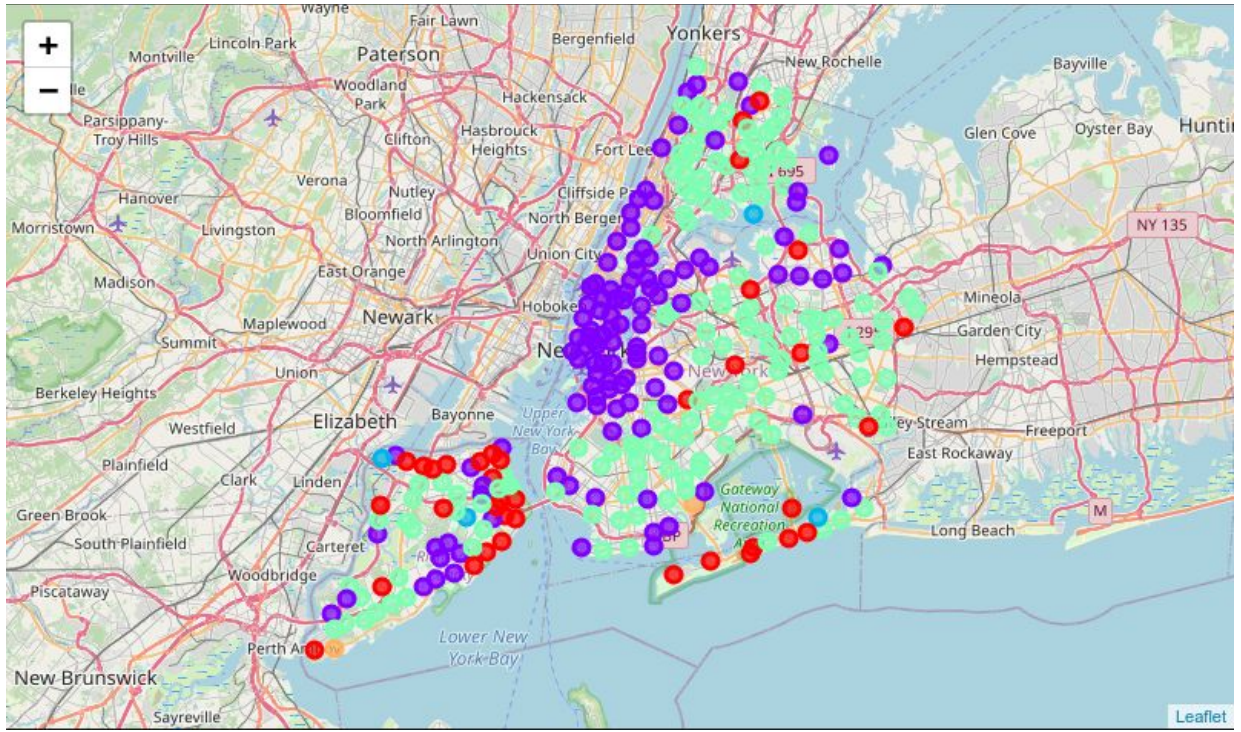 Wayne
Fair Lawn
Yonkers
Montville
Lincoln Park
Paterson
Bergenfield
New Rochelle
Bayville
+
−
Woodland
Park
Hackensack
Parsippany-
Troy Hills
Clifton
Hasbrouck
Heights
Fort Lee
Glen Cove
Oyster Bay
Verona
Nutley
Cliffside
695
Hanover
Bloomfield
North Bergen
Morristown
Livingston
North Arlington
Union City
NY 135
Madison
East Orange
Newark
Mineola
Maplewood
Garden City
Summit
Hempstead
Union
Berkeley Heights
New York
Elizabeth
Bayonne
Upper
New York
Bay
Westfield
Valley Stream
Freeport
Plainfield
Linden
East Rockaway
Gateway
National
Recreation
Green Brook
M
Long Beach
South Plainfield
Carteret
Woodbridge
Piscataway
Lower New
York Bay
Perth
New Brunswick
Sayreville
Leaflet